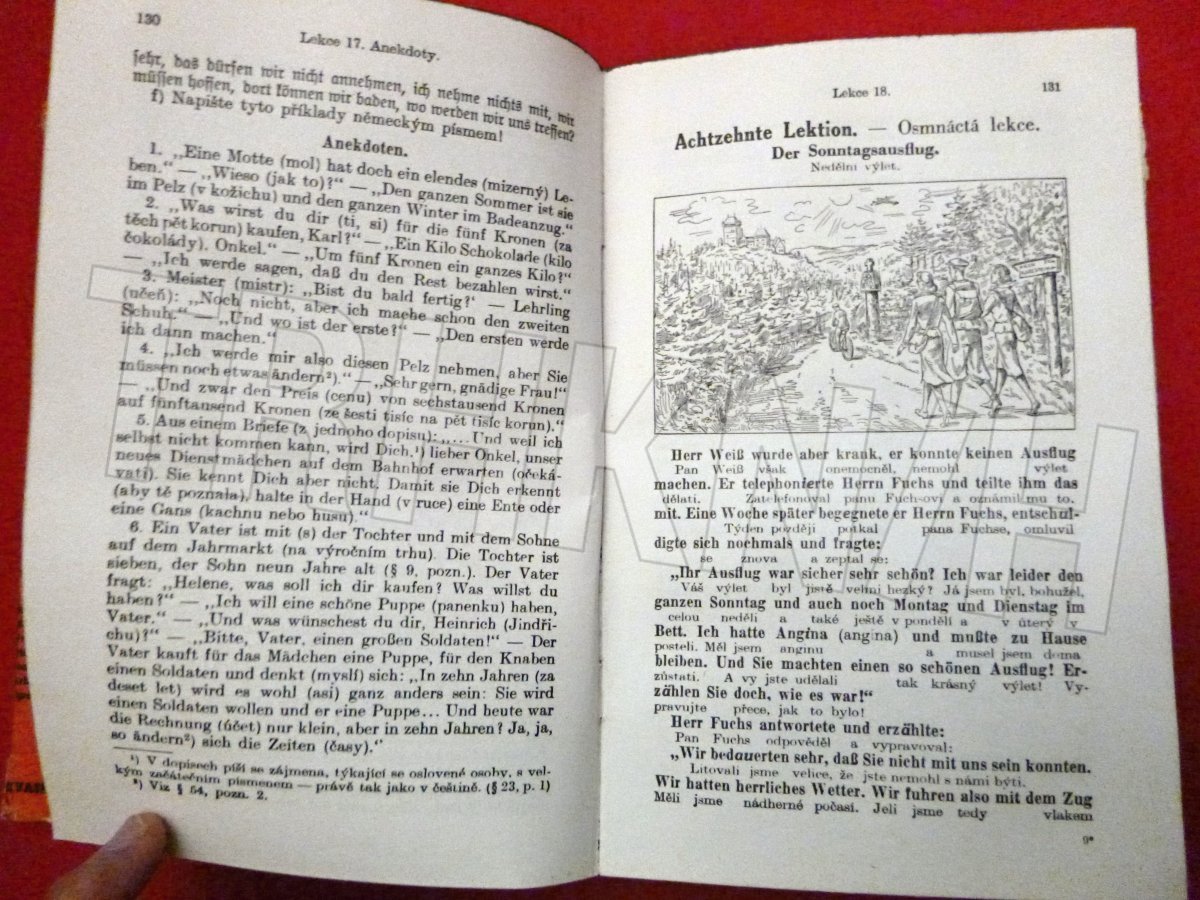 130
Lekce 17. Anekdoty.
ſehr, das dürfen wir nicht annehmen, ich nehme nichts mit, wir
müſſen hoffen, dort können wir baden, wo werden wir uns treffen?
f) Napište tyto příklady německým písmem!
Anekdoten.
1. „Eine Motte (mol) hat doch ein elendes (mizerný) Le-
ben.“ — „Wieso (jak to)?“ — „Den ganzen Sommer ist sie
im Pelz (v kožichu) und den ganzen Winter im Badeanzug.“
2. „Was wirst du dir (ti, si) für die fünf Kronen (za
těch pět korun) kaufen, Karl?“ — „Ein Kilo Schokolade (kilo
čokolády), Onkel.“ — „Um fünf Kronen ein ganzes Kilo?“
— „Ich werde sagen, daß du den Rest bezahlen wirst.“
3. Meister (mistr): „Bist du bald fertig?‘ — Lehrling
(učeň): „Noch nicht, aber ich mache schon den zweiten
Schuh.“ — „Und wo ist der erste?“ — „Den ersten werde
ich dann machen.“
4. „Ich werde mir also diesen Pelz nehmen, aber Sie
müssen noch etwas ändern²).“ — „Sehr gern, gnädige Frau!“
— „Und zwar den Preis (cenu) von sechstausend Kronen
auf fünftausend Kronen (ze šesti tisíc na pět tisíc korun).“
5. Aus einem Briefe (z jednoho dopisu): „... Und weil ich
selbst nicht kommen kann, wird Dich,¹) lieber Onkel, unser
neues Dienstmädchen auf dem Bahnhof erwarten (očeká-
vati). Sie kennt Dich aber nicht. Damit sie Dich erkennt
(aby tě poznala), halte in der Hand (v ruce) eine Ente oder
eine Gans (kachnu nebo husu).“
6. Ein Vater ist mit (s) der Tochter und mit dem Sohne
auf dem Jahrmarkt (na výročním trhu). Die Tochter ist
sieben, der Sohn neun Jahre alt (§ 9, pozn.). Der Vater
fragt: „Helene, was soll ich dir kaufen? Was willst du
haben?“ — „Ich will eine schöne Puppe (panenku) haben,
Vater.“ — „Und was wünschest du dir, Heinrich (Jindři-
chu)?“ — „Bitte, Vater, einen großen Soldaten!“ — Der
Vater kauft für das Mädchen eine Puppe, für den Knaben
einen Soldaten und denkt (myslí) sich: „In zehn Jahren (za
deset let) wird es wohl (asi) ganz anders sein: Sie wird
einen Soldaten wollen und er eine Puppe... Und heute war
die Rechnung (účet) nur klein, aber in zehn Jahren? Ja, ja,
so ändern²) sich die Zeiten (časy).“
¹) V dopisech píší se zájmena, týkající se oslovené osoby, s vel-
kým začátečním písmenem — právě tak jako v češtině. (§ 23, p. 1)
²) Viz § 54, pozn. 2.
Lekce 18.
131
Achtzehnte Lektion. — Osmnáctá lekce.
Der Sonntagsausflug.
Nedělní výlet.
Herr Weiß wurde aber krank, er konnte keinen Ausflug
Pan Weiß však onemocněl, nemohl výlet
machen. Er telephonierte Herrn Fuchs und teilte ihm das
dělati. Zatelefonoval panu Fuchsovi a oznámil mu to.
mit. Eine Woche später begegnete er Herrn Fuchs, entschul-
Týden později potkal pana Fuchse, omluvil
digte sich nochmals und fragte:
se znova a zeptal se:
„Ihr Ausflug war sicher sehr schön? Ich war leider den
Váš výlet byl jistě velmi hezký? Já jsem byl, bohužel,
ganzen Sonntag und auch noch Montag und Dienstag im
celou neděli a také ještě v pondělí a v úterý v
Bett. Ich hatte Angina (angina) und mußte zu Hause
posteli. Měl jsem anginu a musel jsem doma
bleiben. Und Sie machten einen so schönen Ausflug! Er-
zůstati. A vy jste udělali tak krásný výlet! Vy-
zählen Sie doch, wie es war!“
pravujte přece, jak to bylo!
Herr Fuchs antwortete und erzählte:
Pan Fuchs odpověděl a vypravoval:
„Wir bedauerten sehr, daß Sie nicht mit uns sein konnten.
Litovali jsme velice, že jste nemohl s námi býti.
Wir hatten herrliches Wetter. Wir fuhren also mit dem Zug
Měli jsme nádherné počasí. Jeli jsme tedy vlakem
9*